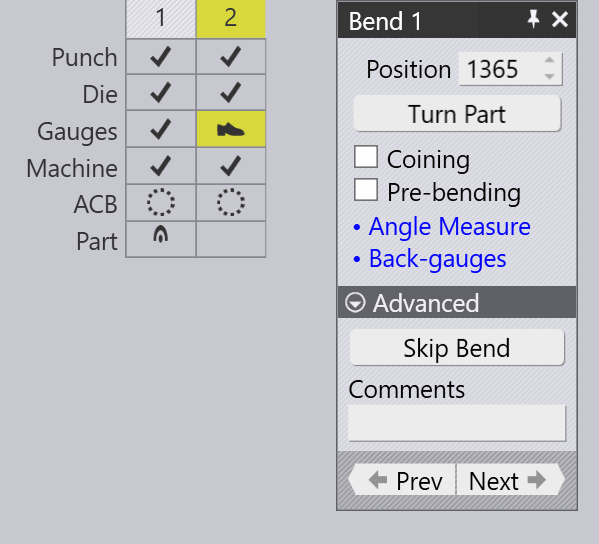 1 2
Punch
Die
Gauges
Machine
ACB
Part
Bend 1
Position 1365
Turn Part
Coining
Pre-bending
• Angle Measure
• Back-gauges
Advanced
Skip Bend
Comments
Prev Next